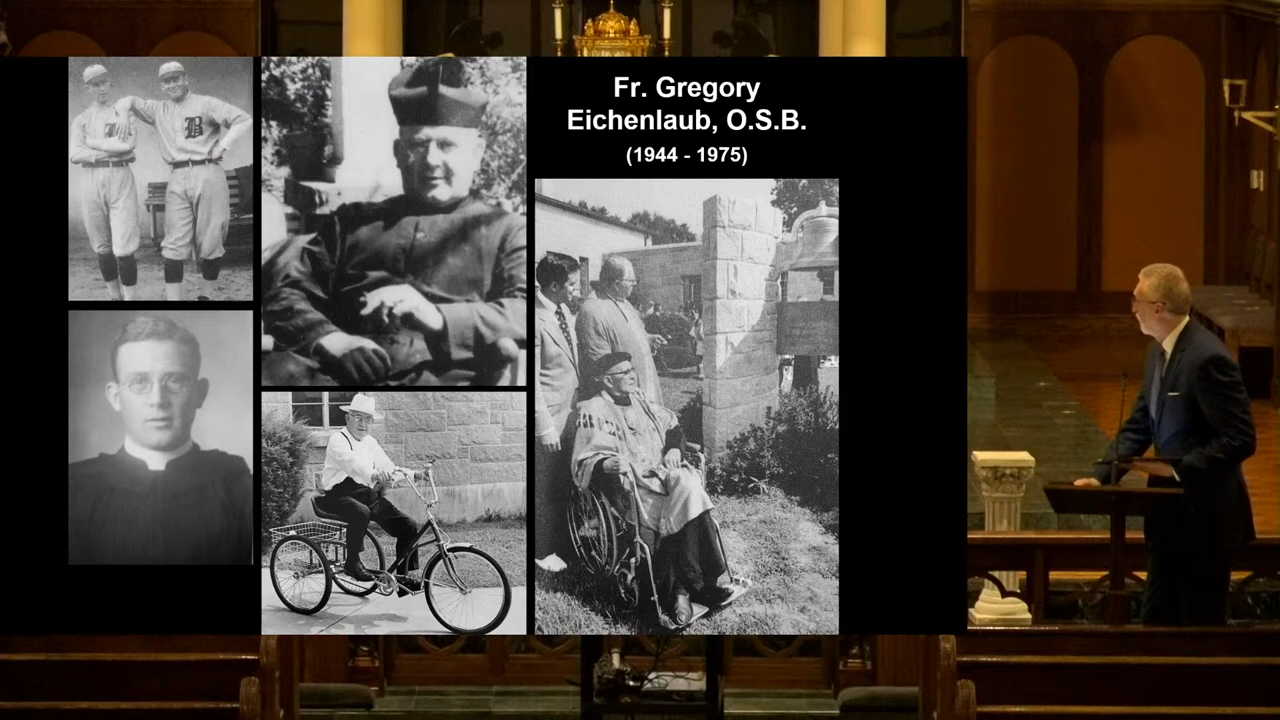 B
Fr. Gregory
Eichenlaub, O.S.B.
(1944 - 1975)